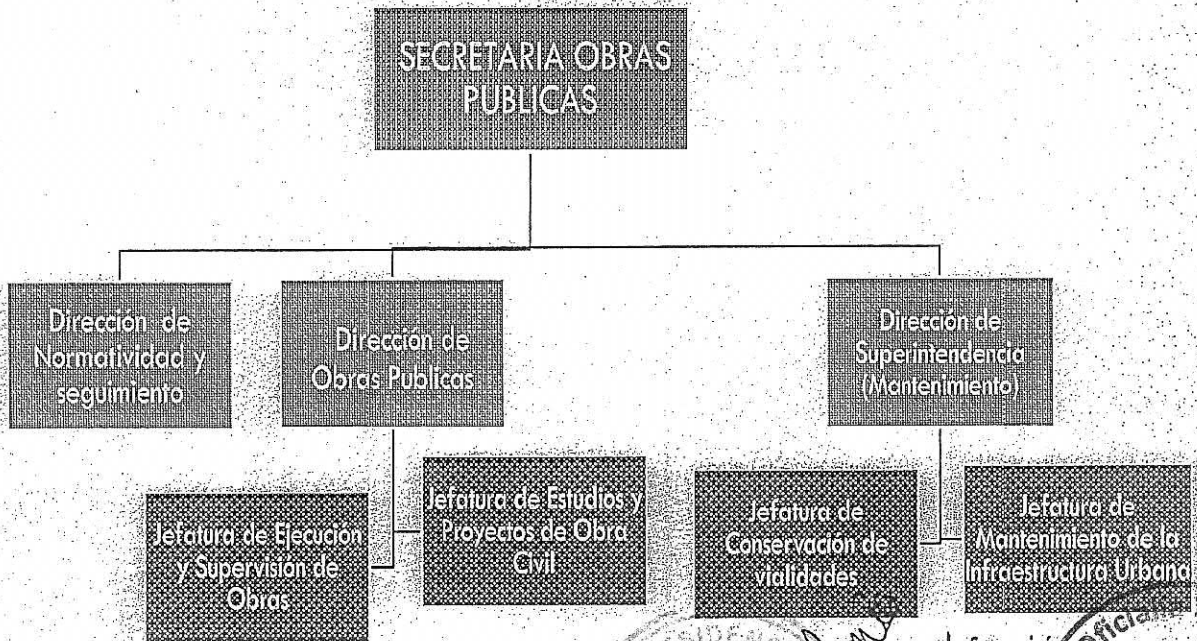 SECRETARIA OBRAS
PUBLICAS
Dirección de
Normatividad y
seguimiento
Dirección de
Obras Publicas
Dirección de
Superintendencia
(Mantenimiento)
Jefatura de Ejecución
y Supervisión de
Obras
Jefatura de Estudios y
Proyectos de Obra
Civil
Jefatura de
Conservación de
vialidades
Jefatura de
Mantenimiento de la
Infraestructura Urbana